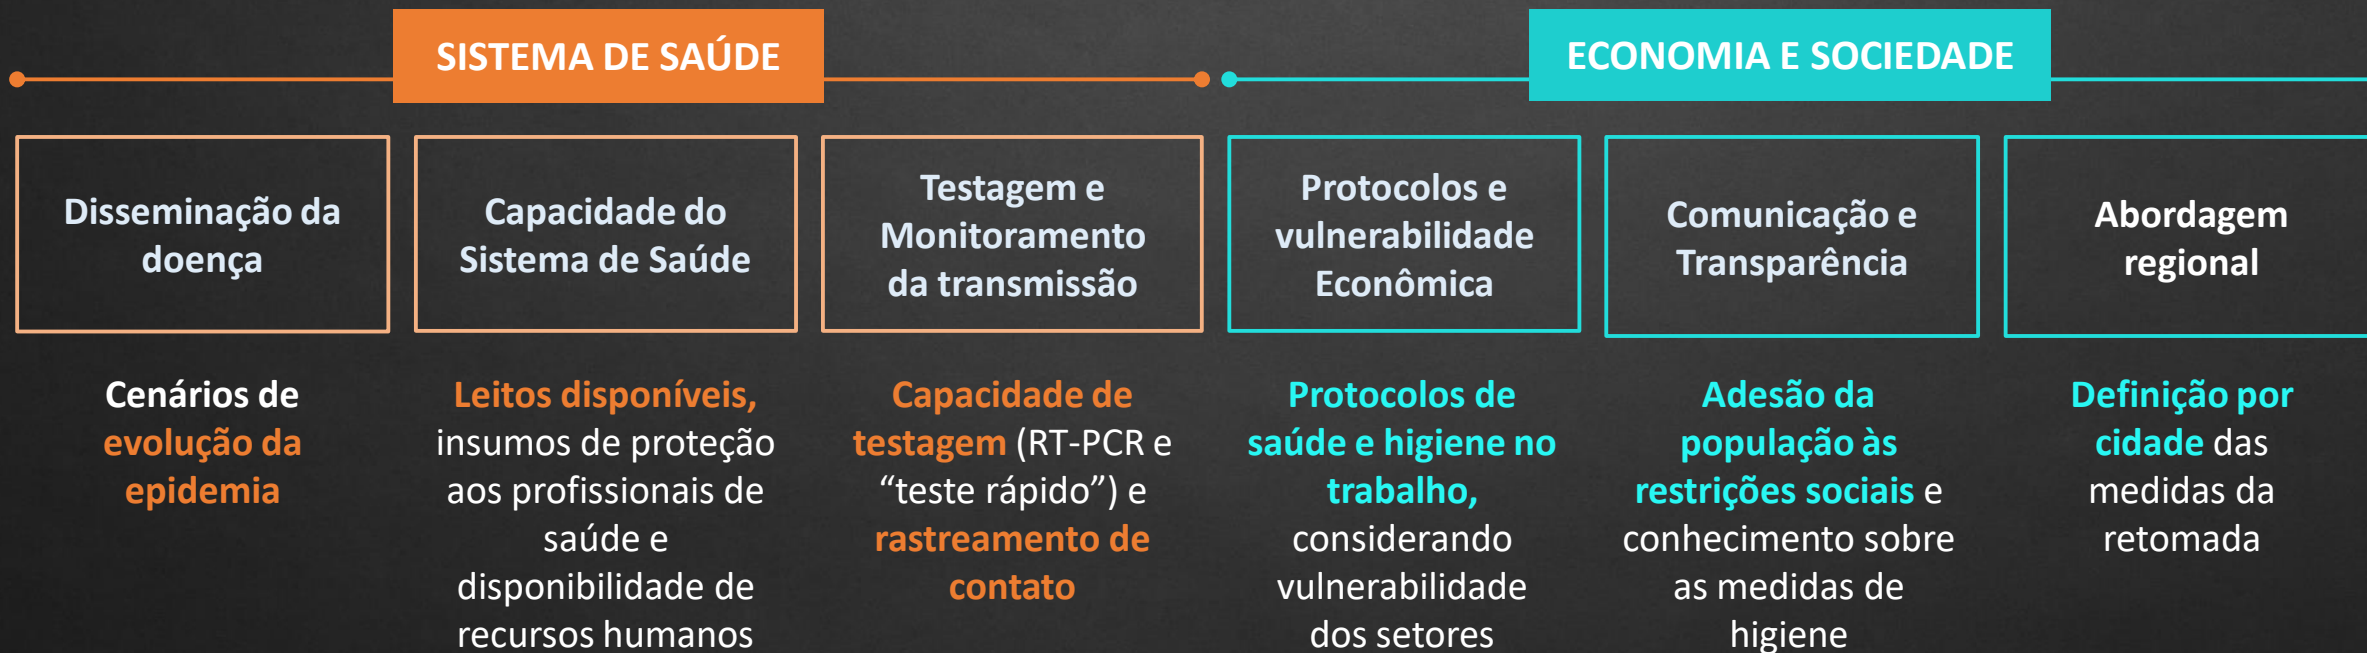 SISTEMA DE SAÚDE
ECONOMIA E SOCIEDADE
Disseminação da
doença
Capacidade do
Sistema de Saúde
Testagem e
Monitoramento
da transmissão
Protocolos e
vulnerabilidade
Econômica
Comunicação e
Transparência
Abordagem
regional
Cenários de
evolução da
epidemia
Leitos disponíveis,
insumos de proteção
aos profissionais de
saúde e
disponibilidade de
recursos humanos
Capacidade de
testagem (RT-PCR e
“teste rápido”) e
rastreamento de
contato
Protocolos de
saúde e higiene no
trabalho,
considerando
vulnerabilidade
dos setores
Adesão da
população às
restrições sociais e
conhecimento sobre
as medidas de
higiene
Definição por
cidade das
medidas da
retomada